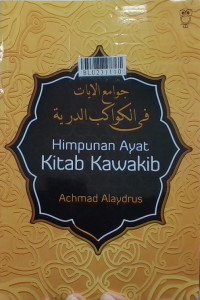 جوامع الآيات
في الكواكب الدرية
Himpunan Ayat
Kitab Kawakib
Achmad Alaydrus